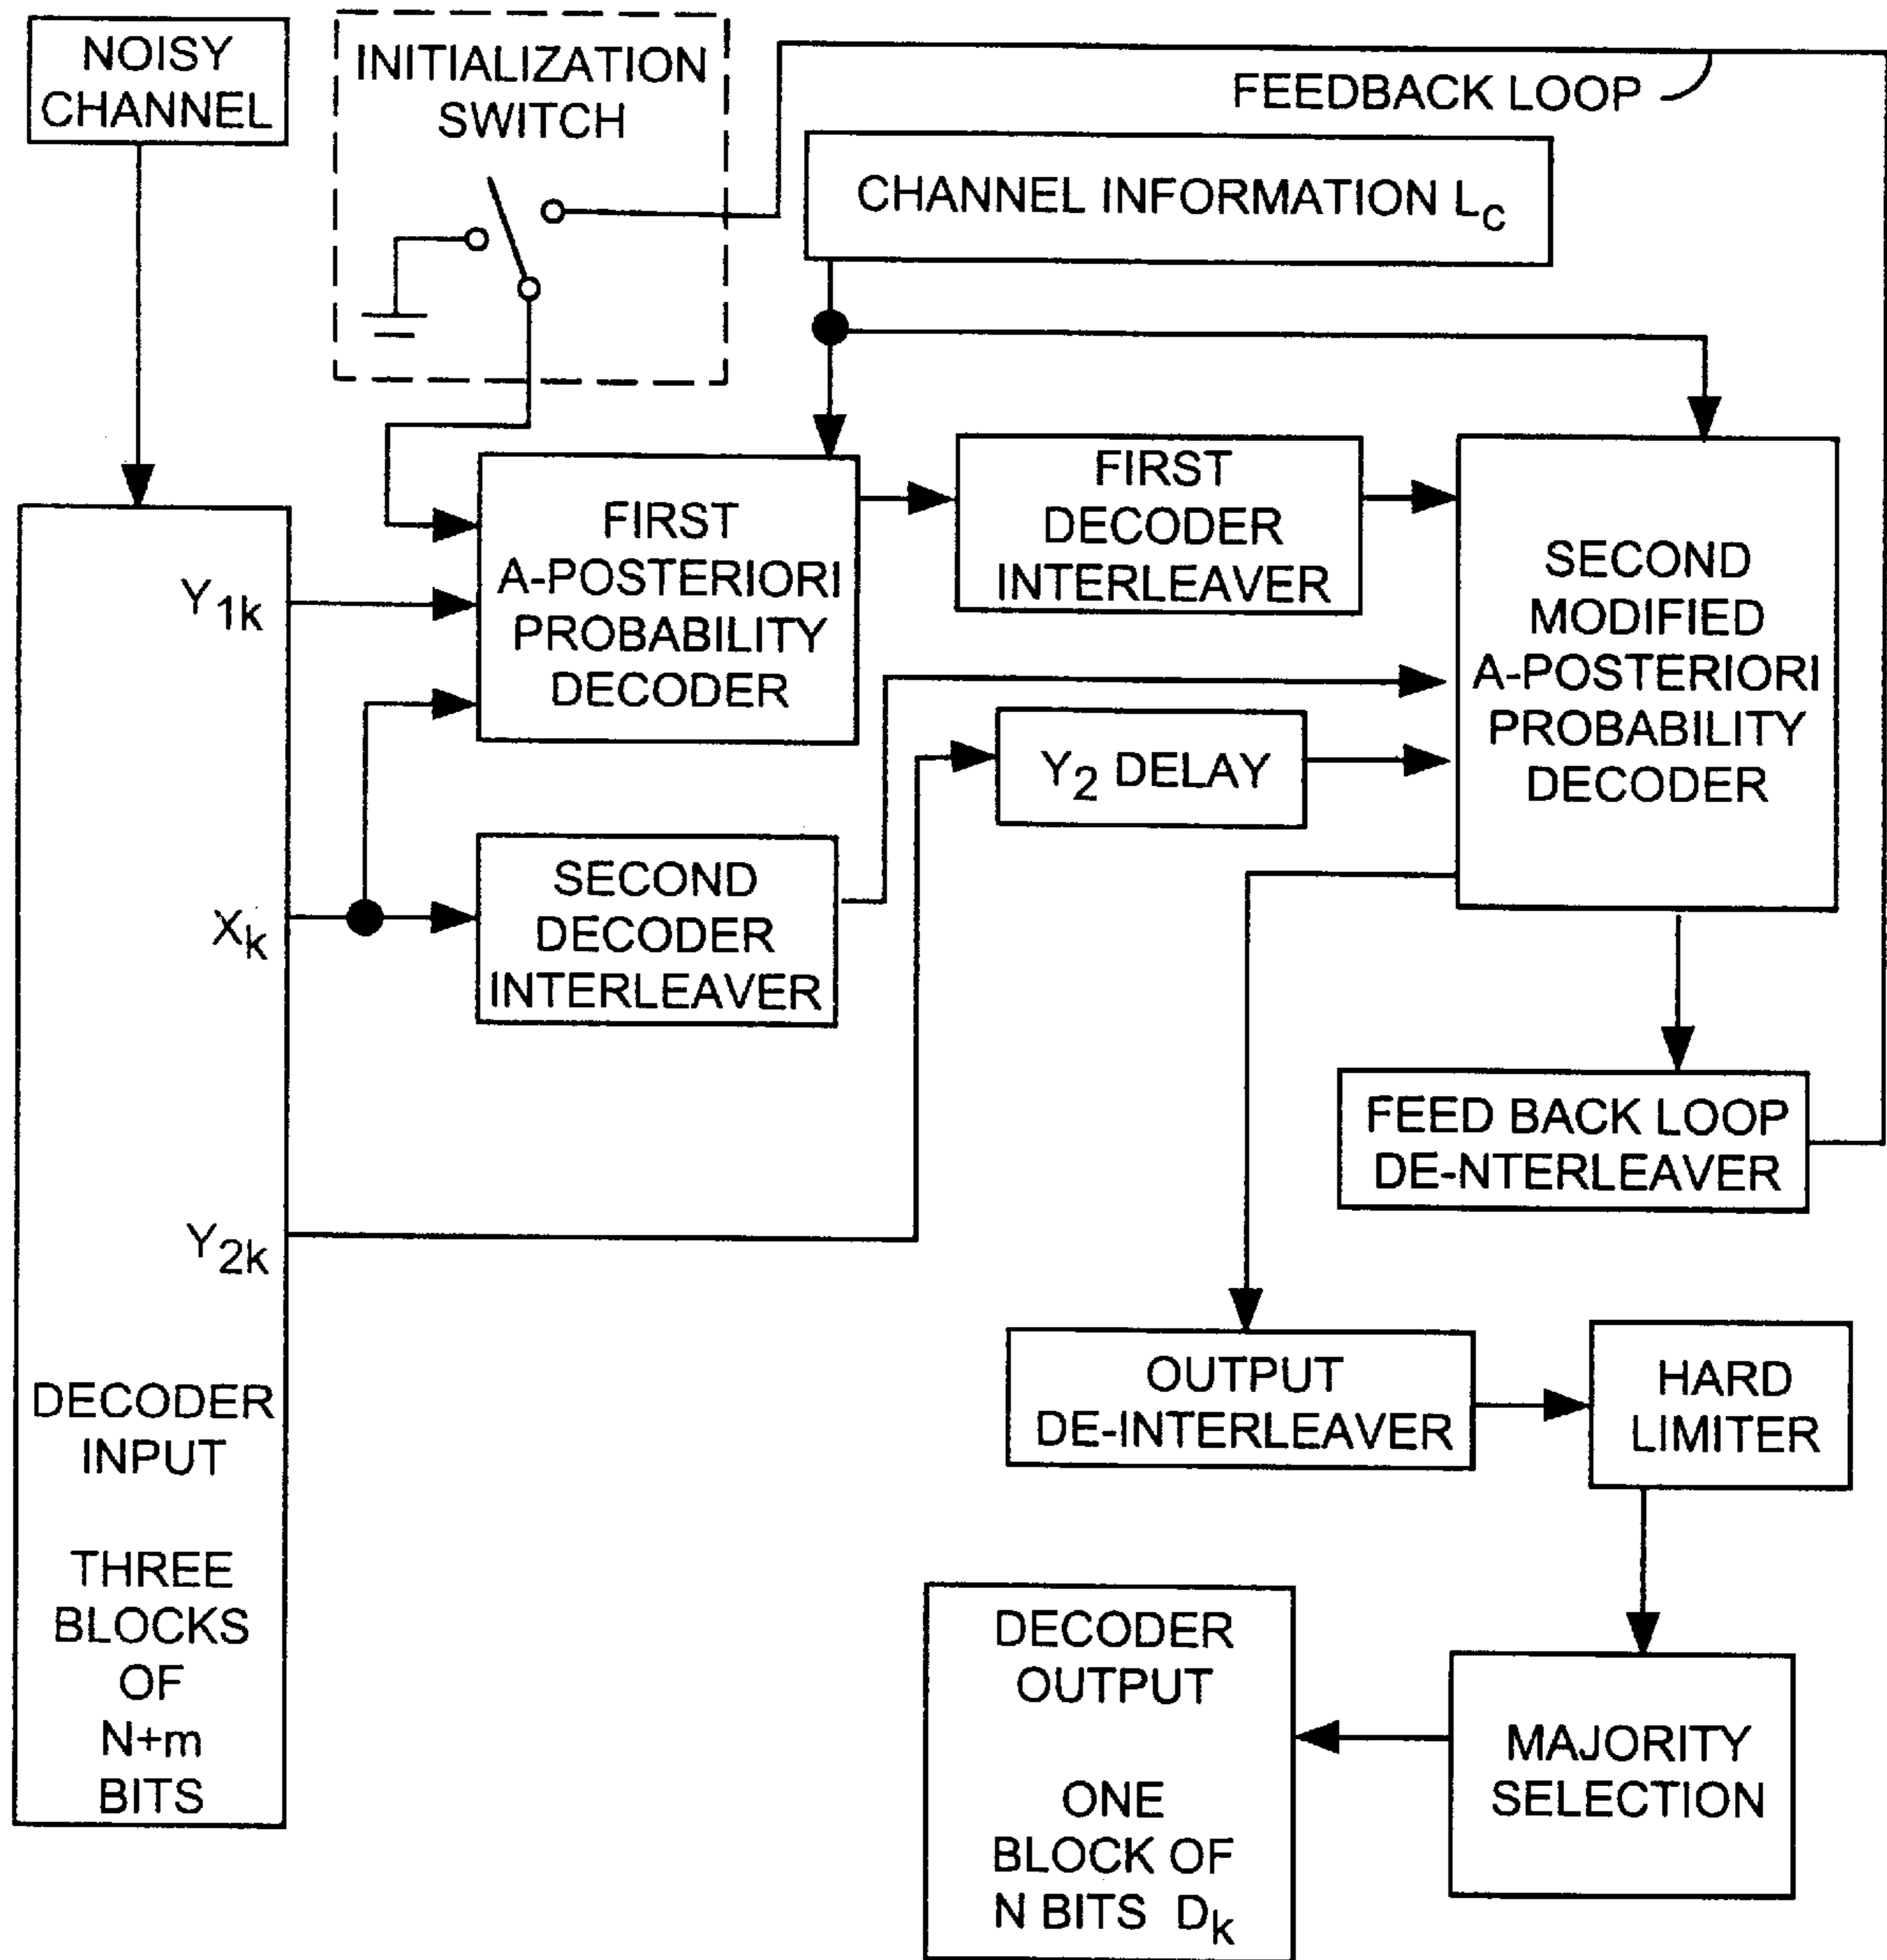 NOISY
CHANNEL
INITIALIZATION
SWITCH
FEEDBACK LOOP
CHANNEL INFORMATION Lc
FIRST
A-POSTERIORI
PROBABILITY
DECODER
FIRST
DECODER
INTERLEAVER
SECOND
MODIFIED
A-POSTERIORI
PROBABILITY
DECODER
Y1k
Y2 DELAY
SECOND
DECODER
INTERLEAVER
Xk
FEED BACK LOOP
DE-NTERLEAVER
Y2k
DECODER
INPUT
THREE
BLOCKS
OF
N+m
BITS
OUTPUT
DE-INTERLEAVER
HARD
LIMITER
MAJORITY
SELECTION
DECODER
OUTPUT
ONE
BLOCK OF
N BITS Dk